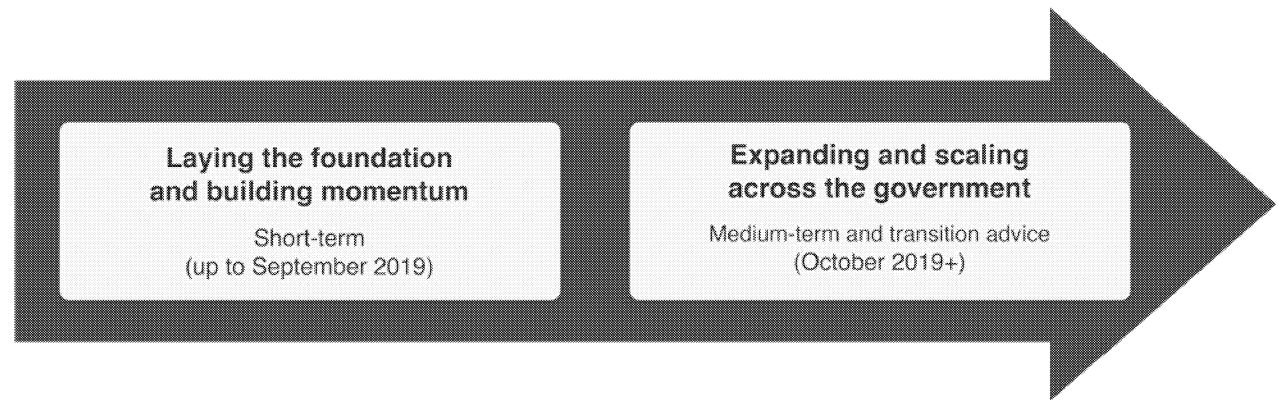 Laying the foundation
and building momentum
Short-term
(up to September 2019)
Expanding and scaling
across the government
Medium-term and transition advice
(October 2019+)